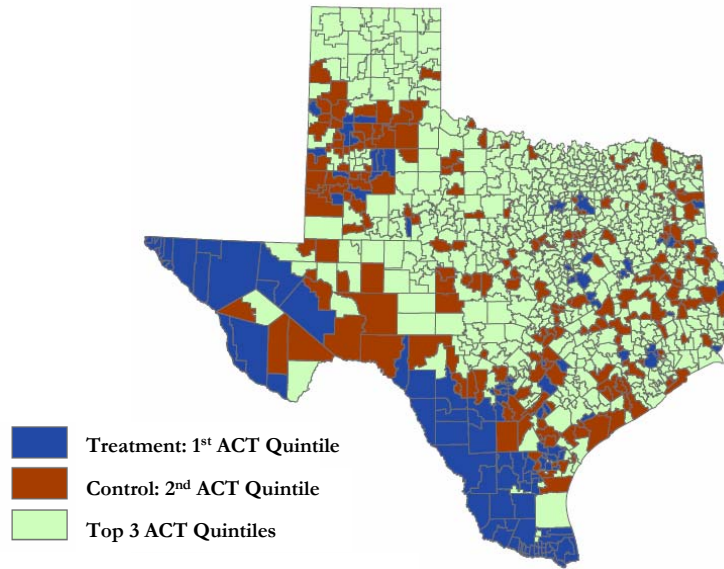 Treatment: 1st ACT Quintile
Control: 2nd ACT Quintile
Top 3 ACT Quintiles